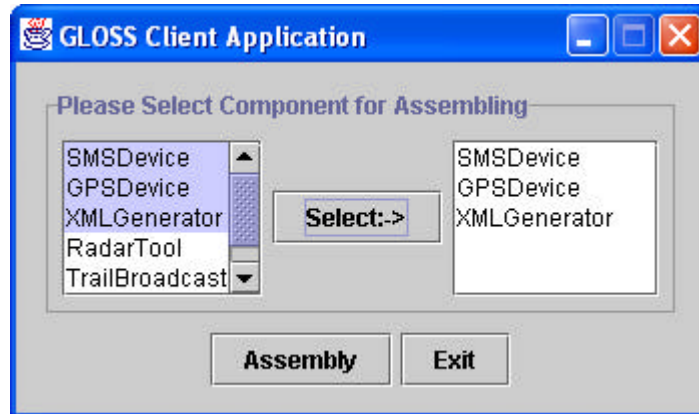 GLOSS Client Application
Please Select Component for Assembling
SMSDevice
GPSDevice
XMLGenerator
RadarTool
TrailBroadcast
Select:->
SMSDevice
GPSDevice
XMLGenerator
Assembly
Exit